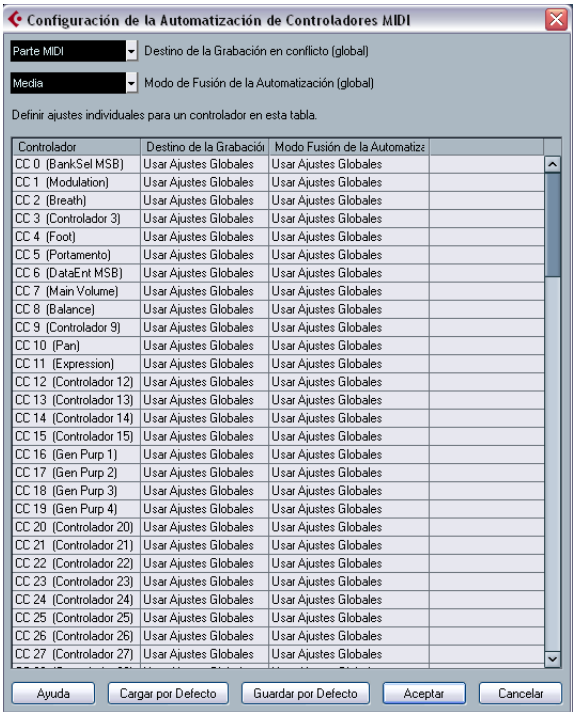 Configuración de la Automatización de Controladores MIDI
Parte MIDI Destino de la Grabación en conflicto (global)
Media Modo de Fusión de la Automatización (global)
Definir ajustes individuales para un controlador en esta tabla.
Controlador Destino de la Grabación Modo Fusión de la Automatiza
CC 0 (BankSel MSB) Usar Ajustes Globales Usar Ajustes Globales
CC 1 (Modulation) Usar Ajustes Globales Usar Ajustes Globales
CC 2 (Breath) Usar Ajustes Globales Usar Ajustes Globales
CC 3 (Controlador 3) Usar Ajustes Globales Usar Ajustes Globales
CC 4 (Foot) Usar Ajustes Globales Usar Ajustes Globales
CC 5 (Portamento) Usar Ajustes Globales Usar Ajustes Globales
CC 6 (DataEnt MSB) Usar Ajustes Globales Usar Ajustes Globales
CC 7 (Main Volume) Usar Ajustes Globales Usar Ajustes Globales
CC 8 (Balance) Usar Ajustes Globales Usar Ajustes Globales
CC 9 (Controlador 9) Usar Ajustes Globales Usar Ajustes Globales
CC 10 (Pan) Usar Ajustes Globales Usar Ajustes Globales
CC 11 (Expression) Usar Ajustes Globales Usar Ajustes Globales
CC 12 (Controlador 12) Usar Ajustes Globales Usar Ajustes Globales
CC 13 (Controlador 13) Usar Ajustes Globales Usar Ajustes Globales
CC 14 (Controlador 14) Usar Ajustes Globales Usar Ajustes Globales
CC 15 (Controlador 15) Usar Ajustes Globales Usar Ajustes Globales
CC 16 (Gen Purp 1) Usar Ajustes Globales Usar Ajustes Globales
CC 17 (Gen Purp 2) Usar Ajustes Globales Usar Ajustes Globales
CC 18 (Gen Purp 3) Usar Ajustes Globales Usar Ajustes Globales
CC 19 (Gen Purp 4) Usar Ajustes Globales Usar Ajustes Globales
CC 20 (Controlador 20) Usar Ajustes Globales Usar Ajustes Globales
CC 21 (Controlador 21) Usar Ajustes Globales Usar Ajustes Globales
CC 22 (Controlador 22) Usar Ajustes Globales Usar Ajustes Globales
CC 23 (Controlador 23) Usar Ajustes Globales Usar Ajustes Globales
CC 24 (Controlador 24) Usar Ajustes Globales Usar Ajustes Globales
CC 25 (Controlador 25) Usar Ajustes Globales Usar Ajustes Globales
CC 26 (Controlador 26) Usar Ajustes Globales Usar Ajustes Globales
CC 27 (Controlador 27) Usar Ajustes Globales Usar Ajustes Globales
Ayuda Cargar por Defecto Guardar por Defecto Aceptar Cancelar